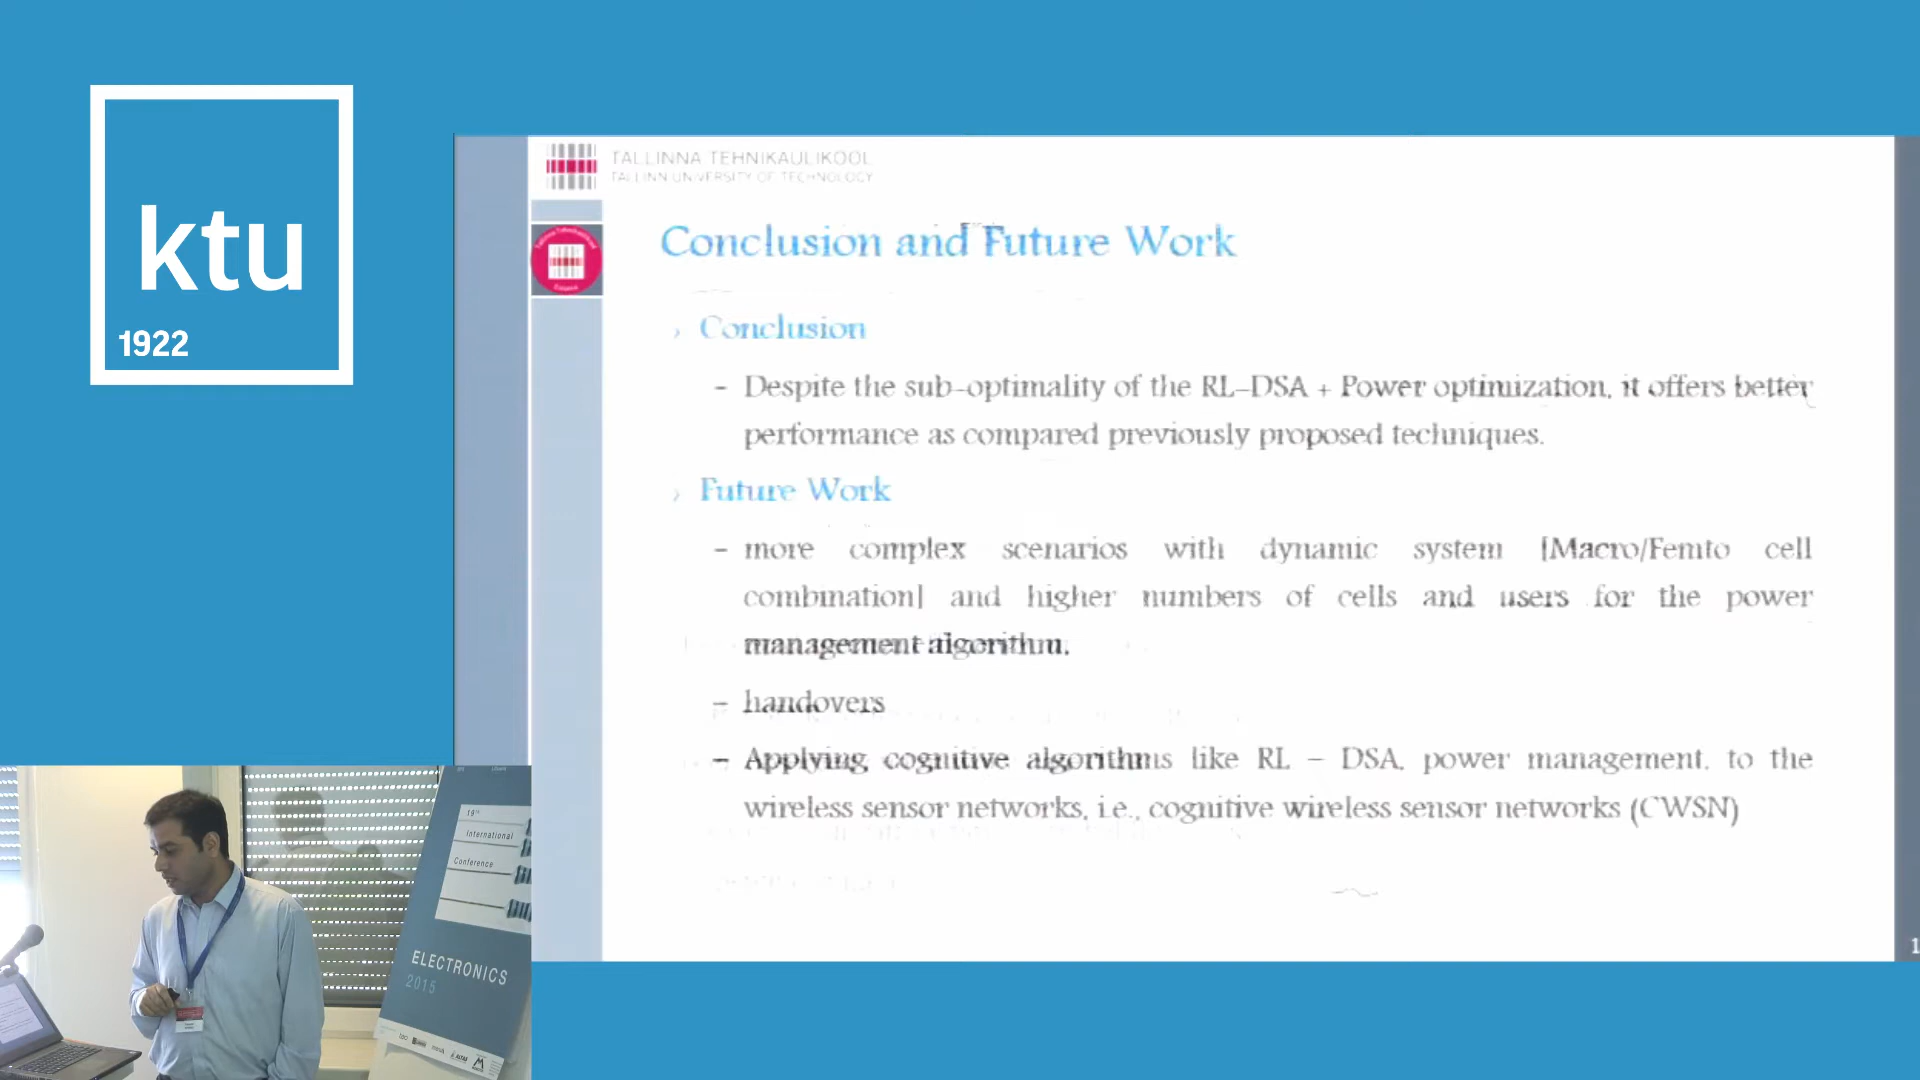 ktu
1922
TALLINNA TEHNIKAÜLIKOOL
TALLINN UNIVERSITY OF TECHNOLOGY
Conclusion and Future Work
› Conclusion
– Despite the sub-optimality of the RL-DSA + Power optimization, it offers better
performance as compared previously proposed techniques.
› Future Work
– more complex scenarios with dynamic system [Macro/Femto cell
combination] and higher numbers of cells and users for the power
management algorithm.
– handovers
– Applying cognitive algorithms like RL – DSA, power management, to the
wireless sensor networks, i.e., cognitive wireless sensor networks (CWSN)
19th
International
Conference
ELECTRONICS
2015